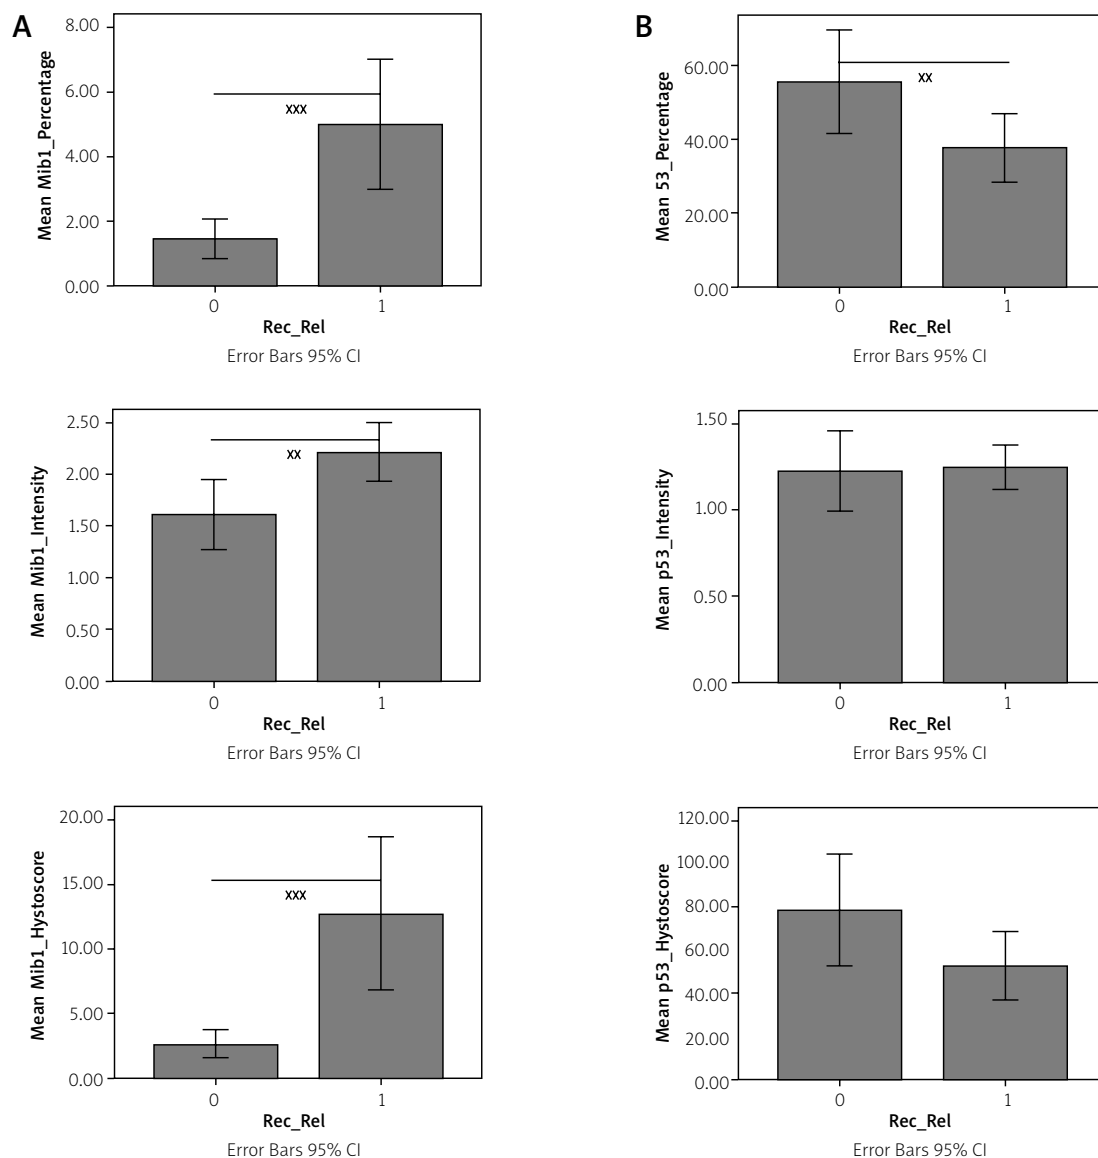 A
Mean Mib1_Percentage
8.00
6.00
4.00
2.00
0.00
xxx
0 1
Rec_Rel
Error Bars 95% CI
B
Mean 53_Percentage
60.00
40.00
20.00
0.00
xx
0 1
Rec_Rel
Error Bars 95% CI
Mean Mib1_Intensity
2.50
2.00
1.50
1.00
0.50
0.00
xx
0 1
Rec_Rel
Error Bars 95% CI
Mean p53_Intensity
1.50
1.00
0.50
0.00
0 1
Rec_Rel
Error Bars 95% CI
Mean Mib1_Hystoscore
20.00
15.00
10.00
5.00
0.00
xxx
0 1
Rec_Rel
Error Bars 95% CI
Mean p53_Hystoscore
120.00
100.00
80.00
60.00
40.00
20.00
0.00
0 1
Rec_Rel
Error Bars 95% CI